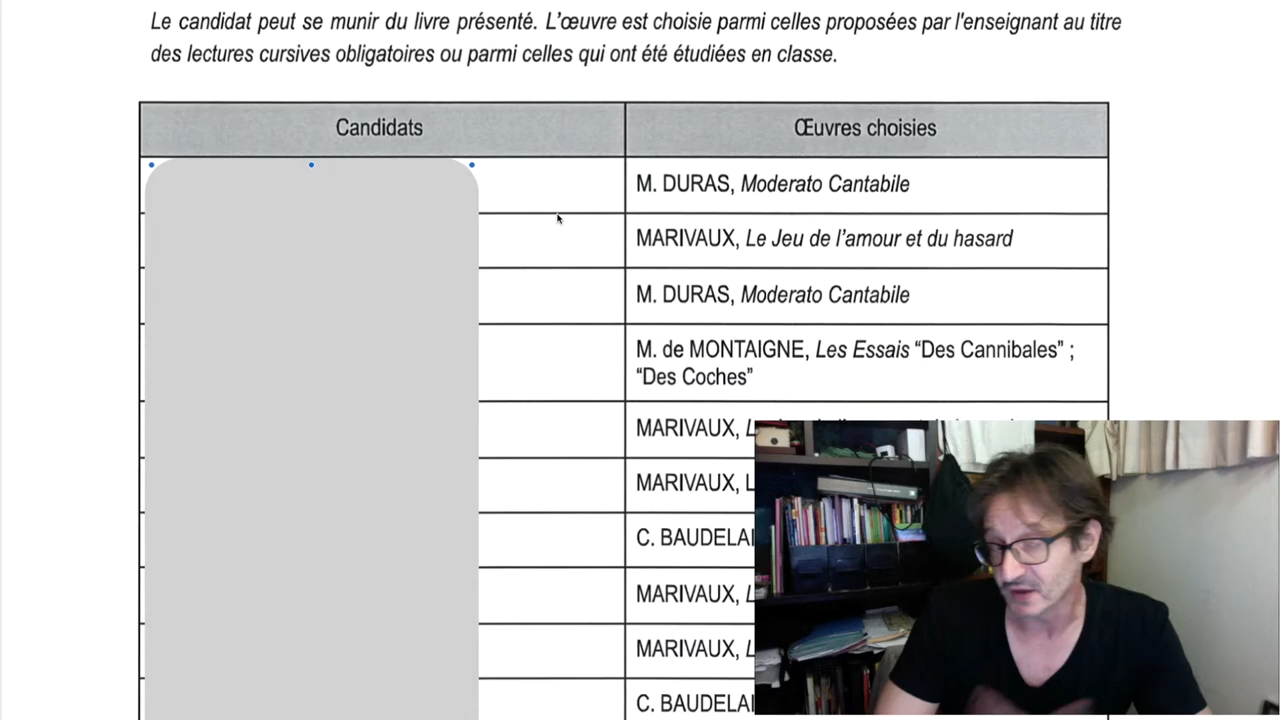 Le candidat peut se munir du livre présenté. L'œuvre est choisie parmi celles proposées par l'enseignant au titre
des lectures cursives obligatoires ou parmi celles qui ont été étudiées en classe.
Candidats
Œuvres choisies
M. DURAS, Moderato Cantabile
MARIVAUX, Le Jeu de l'amour et du hasard
M. DURAS, Moderato Cantabile
M. de MONTAIGNE, Les Essais “Des Cannibales” ;
“Des Coches”
MARIVAUX,
MARIVAUX,
C.
MARIVAUX,
MARIVAUX,
C.